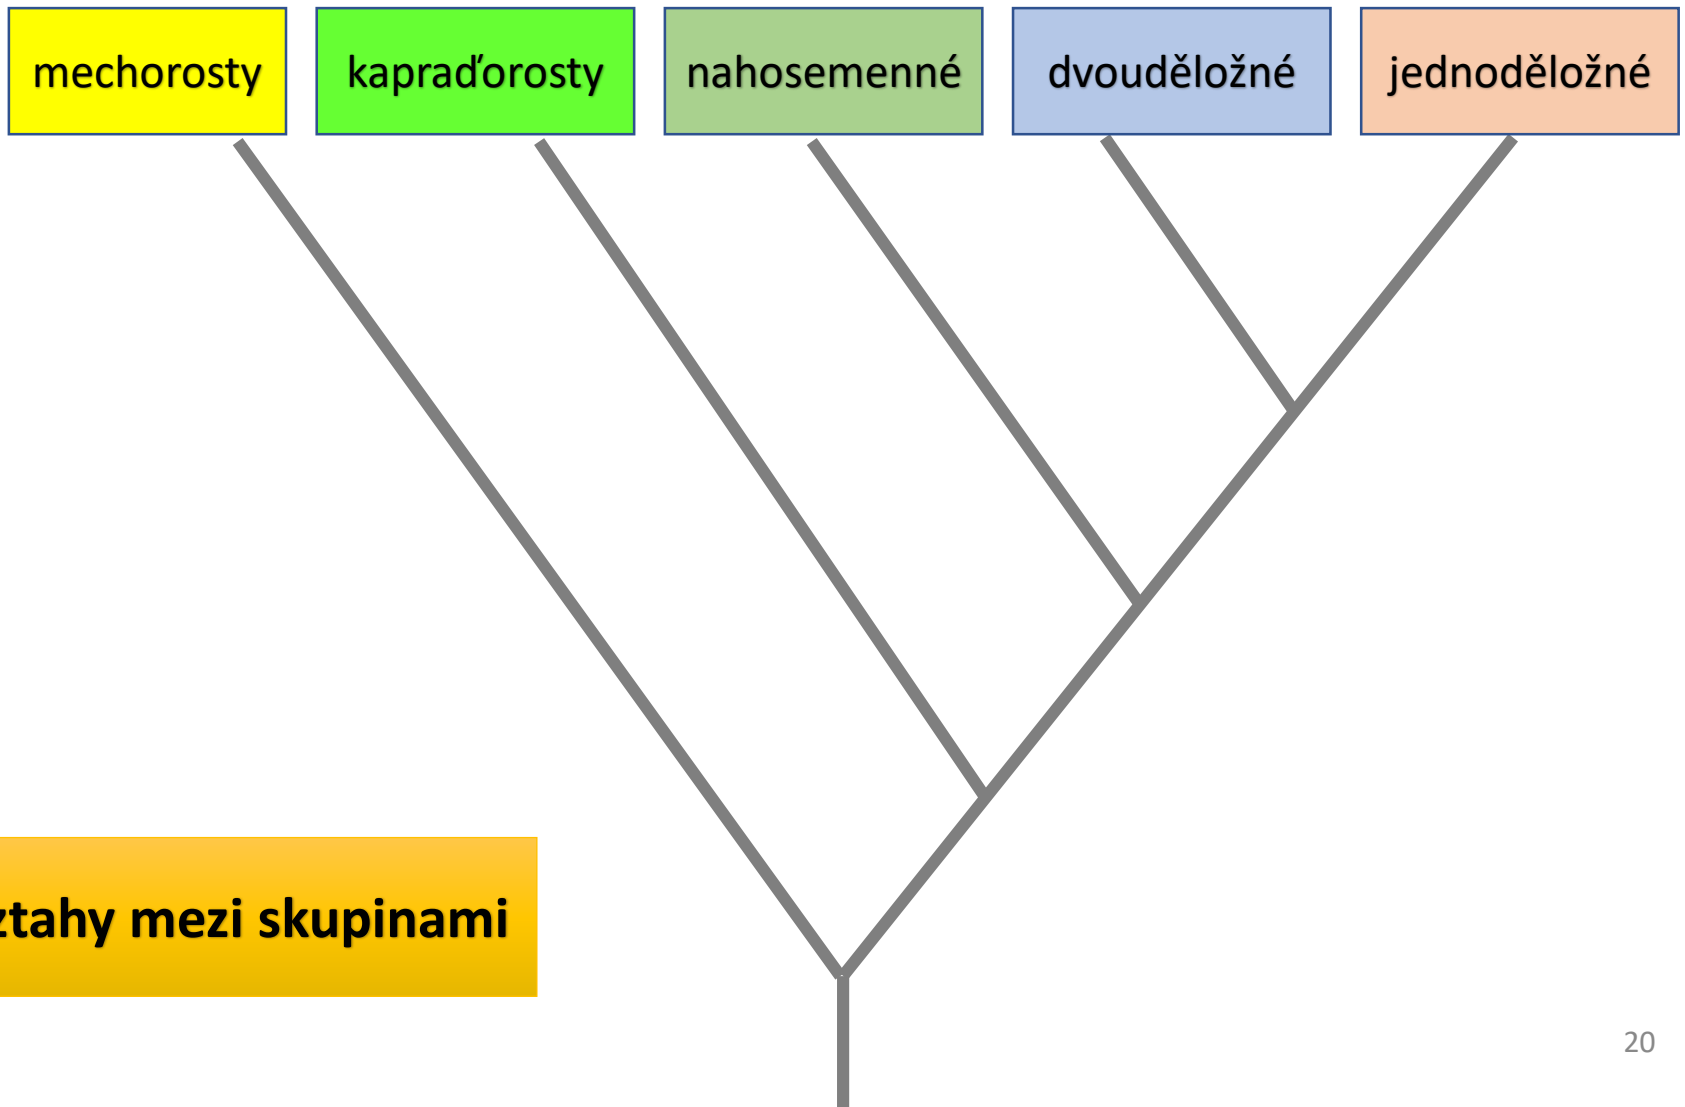 mechorosty
kapraďorosty
nahosemenné
dvouděložné
jednoděložné
ztahy mezi skupinami
20